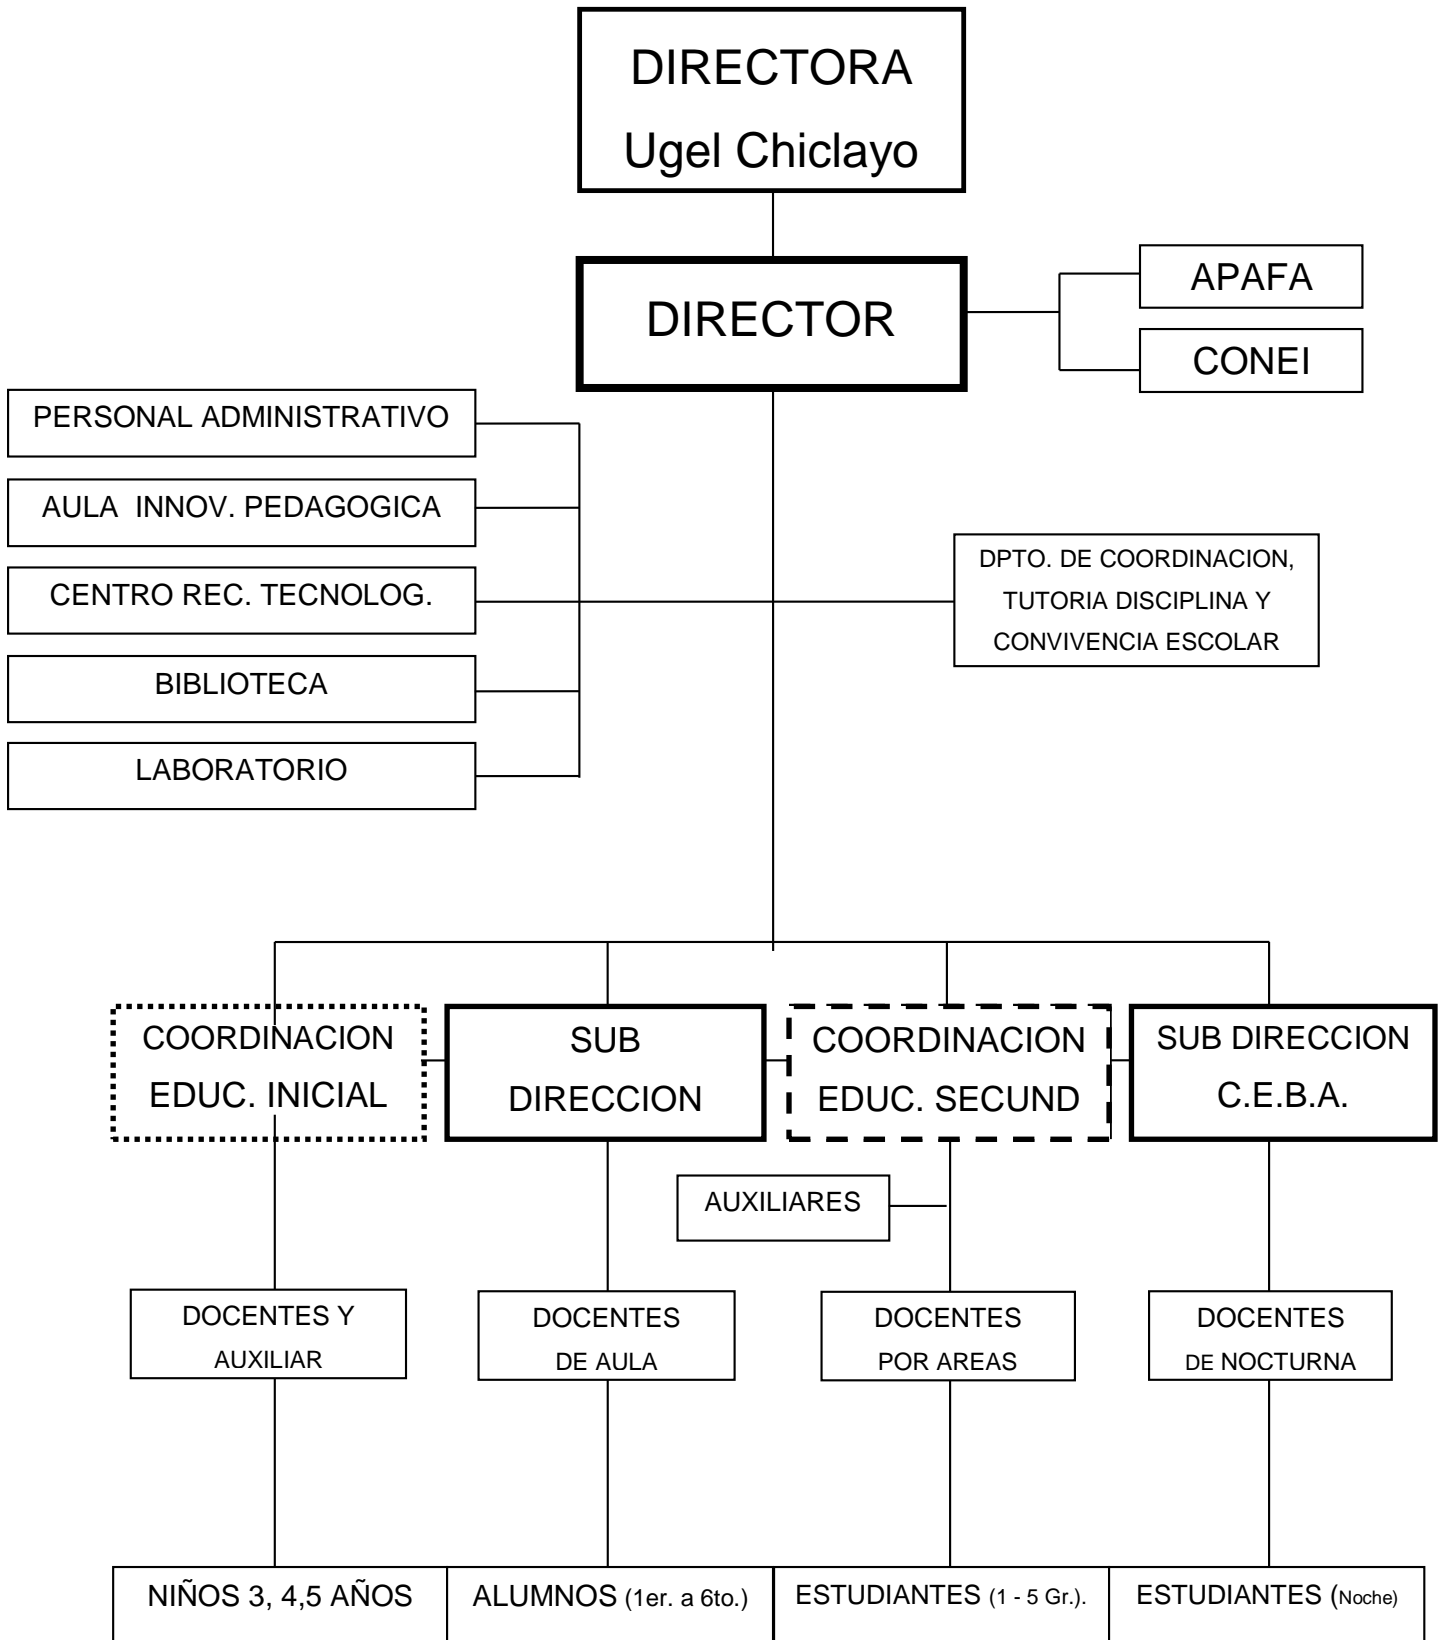 DIRECTORA
Ugel Chiclayo
DIRECTOR
APAFA
CONEI
PERSONAL ADMINISTRATIVO
AULA INNOV. PEDAGOGICA
CENTRO REC. TECNOLOG.
BIBLIOTECA
LABORATORIO
DPTO. DE COORDINACION,
TUTORIA DISCIPLINA Y
CONVIVENCIA ESCOLAR
COORDINACION
EDUC. INICIAL
SUB
DIRECCION
COORDINACION
EDUC. SECUND
SUB DIRECCION
C.E.B.A.
AUXILIARES
DOCENTES Y
AUXILIAR
DOCENTES
DE AULA
DOCENTES
POR AREAS
DOCENTES
DE NOCTURNA
NIÑOS 3, 4,5 AÑOS
ALUMNOS (1er. a 6to.)
ESTUDIANTES (1 - 5 Gr.).
ESTUDIANTES (Noche)